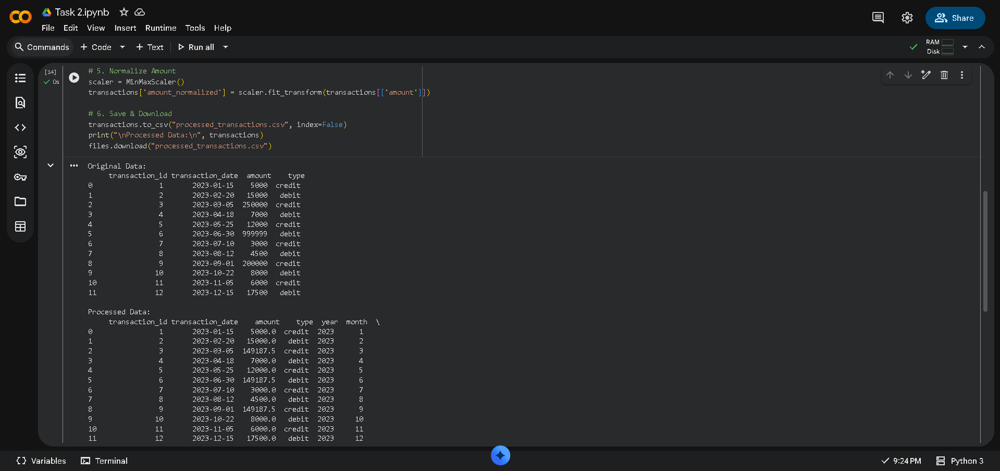 Task 2.ipynb
File Edit View Insert Runtime Tools Help
Share
Commands + Code + Text Run all
RAM
Disk
[14]
0s
# 5. Normalize Amount
scaler = MinMaxScaler()
transactions['amount_normalized'] = scaler.fit_transform(transactions[['amount']])
# 6. Save & Download
transactions.to_csv("processed_transactions.csv", index=False)
print("\nProcessed Data:\n", transactions)
files.download("processed_transactions.csv")
Original Data:
transaction_id transaction_date amount type
0 1 2023-01-15 5000 credit
1 2 2023-02-20 15000 debit
2 3 2023-03-05 250000 credit
3 4 2023-04-18 7000 debit
4 5 2023-05-25 12000 credit
5 6 2023-06-30 999999 debit
6 7 2023-07-10 3000 credit
7 8 2023-08-12 4500 debit
8 9 2023-09-01 200000 credit
9 10 2023-10-22 8000 debit
10 11 2023-11-05 6000 credit
11 12 2023-12-15 17500 debit
Processed Data:
transaction_id transaction_date amount type year month \
0 1 2023-01-15 5000.0 credit 2023 1
1 2 2023-02-20 15000.0 debit 2023 2
2 3 2023-03-05 149187.5 credit 2023 3
3 4 2023-04-18 7000.0 debit 2023 4
4 5 2023-05-25 12000.0 credit 2023 5
5 6 2023-06-30 149187.5 debit 2023 6
6 7 2023-07-10 3000.0 credit 2023 7
7 8 2023-08-12 4500.0 debit 2023 8
8 9 2023-09-01 149187.5 credit 2023 9
9 10 2023-10-22 8000.0 debit 2023 10
10 11 2023-11-05 6000.0 credit 2023 11
11 12 2023-12-15 17500.0 debit 2023 12
Variables Terminal
9:24 PM Python 3